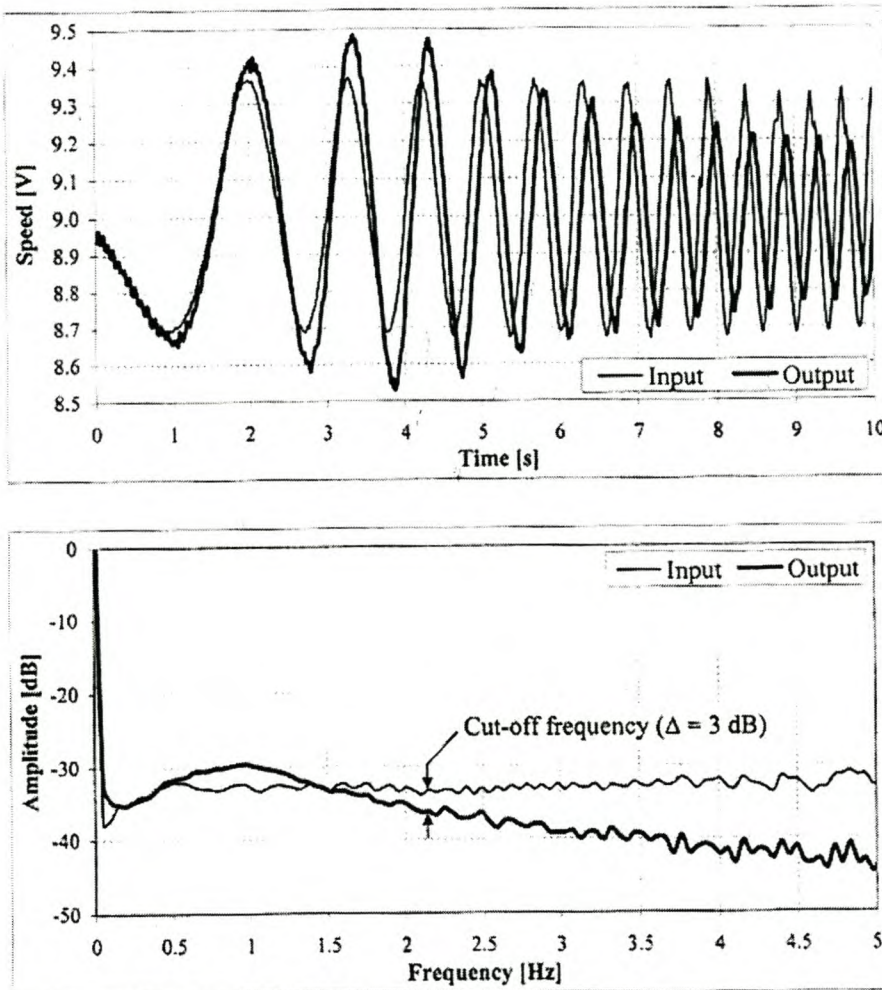 9.5
9.4
9.3
9.2
9.1
9.0
8.9
8.8
8.7
8.6
8.5
Speed [V]
Input Output
0 1 2 3 4 5 6 7 8 9 10
Time [s]
0
-10
-20
-30
-40
-50
Amplitude [dB]
Input Output
Cut-off frequency (Δ = 3 dB)
0 0.5 1 1.5 2 2.5 3 3.5 4 4.5 5
Frequency [Hz]